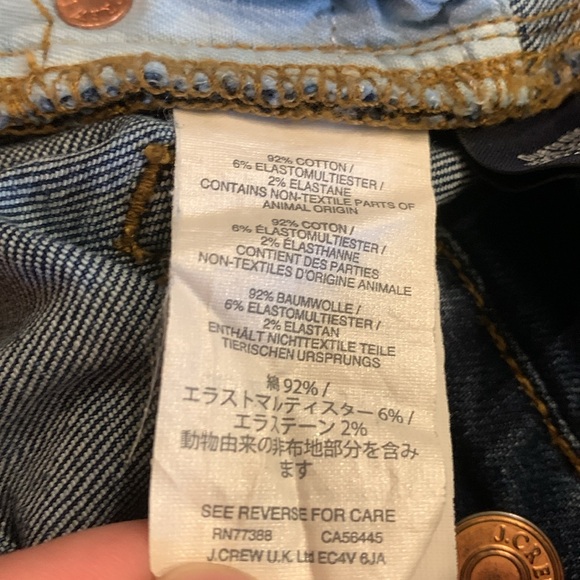 92% COTTON /
6% ELASTOMULTIESTER /
2% ELASTANE
CONTAINS NON-TEXTILE PARTS OF
ANIMAL ORIGIN
92% COTON /
6% ÉLASTOMULTIESTER /
2% ÉLASTHANNE
CONTIENT DES PARTIES
NON-TEXTILES D'ORIGINE ANIMALE
92% BAUMWOLLE /
6% ELASTOMULTIESTER /
2% ELASTAN
ENTHÄLT NICHTTEXTILE TEILE
TIERISCHEN URSPRUNGS
綿 92% /
エラストマルティスター 6% /
エラステーン 2%
動物由来の非布地部分を含み
ます
SEE REVERSE FOR CARE
RN77388 CA56445
J.CREW U.K. Ltd EC4V 6JA
J.CREW